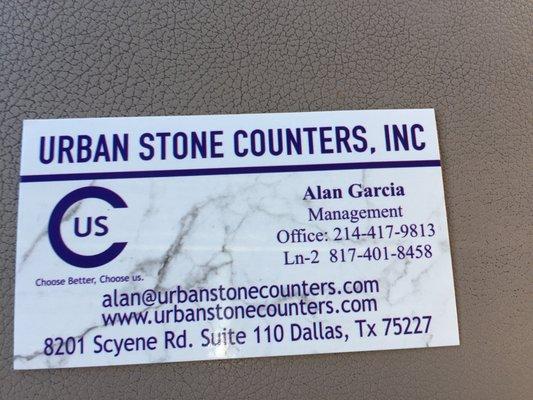 URBAN STONE COUNTERS, INC
Alan Garcia
Management
Office: 214-417-9813
Ln-2 817-401-8458
C US
Choose Better, Choose us.
alan@urbanstonecounters.com
www.urbanstonecounters.com
8201 Scyene Rd. Suite 110 Dallas, Tx 75227